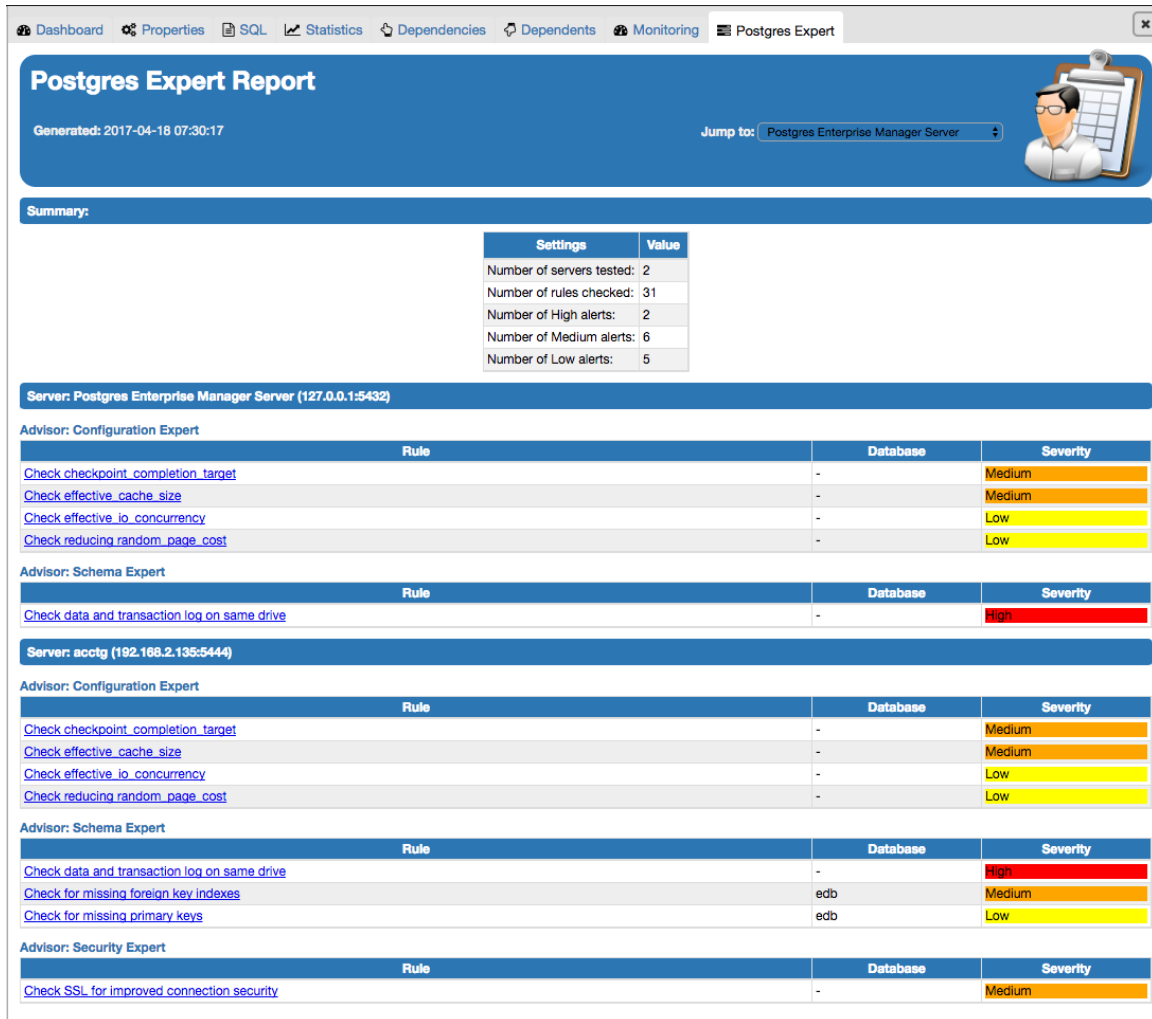 Dashboard Properties SQL Statistics Dependencies Dependents Monitoring Postgres Expert
Postgres Expert Report
Generated: 2017-04-18 07:30:17
Jump to: Postgres Enterprise Manager Server
Summary:
Settings Value
Number of servers tested: 2
Number of rules checked: 31
Number of High alerts: 2
Number of Medium alerts: 6
Number of Low alerts: 5
Server: Postgres Enterprise Manager Server (127.0.0.1:5432)
Advisor: Configuration Expert
Rule Database Severity
Check checkpoint_completion_target - Medium
Check effective_cache_size - Medium
Check effective_io_concurrency - Low
Check reducing random_page_cost - Low
Advisor: Schema Expert
Rule Database Severity
Check data and transaction log on same drive - High
Server: acctg (192.168.2.135:5444)
Advisor: Configuration Expert
Rule Database Severity
Check checkpoint_completion_target - Medium
Check effective_cache_size - Medium
Check effective_io_concurrency - Low
Check reducing random_page_cost - Low
Advisor: Schema Expert
Rule Database Severity
Check data and transaction log on same drive - High
Check for missing foreign key indexes edb Medium
Check for missing primary keys edb Low
Advisor: Security Expert
Rule Database Severity
Check SSL for improved connection security - Medium